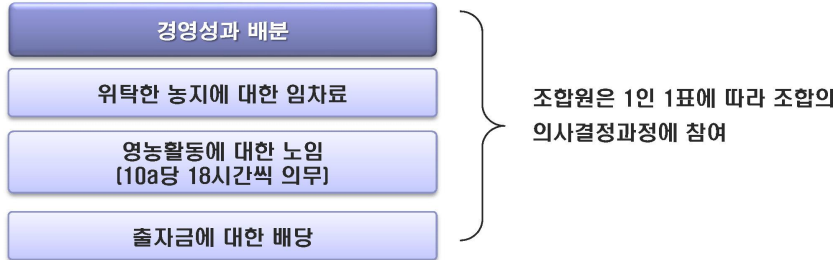 경영성과 배분
위탁한 농지에 대한 임차료
영농활동에 대한 노임
(10a당 18시간씩 의무)
출자금에 대한 배당
조합원은 1인 1표에 따라 조합의
의사결정과정에 참여